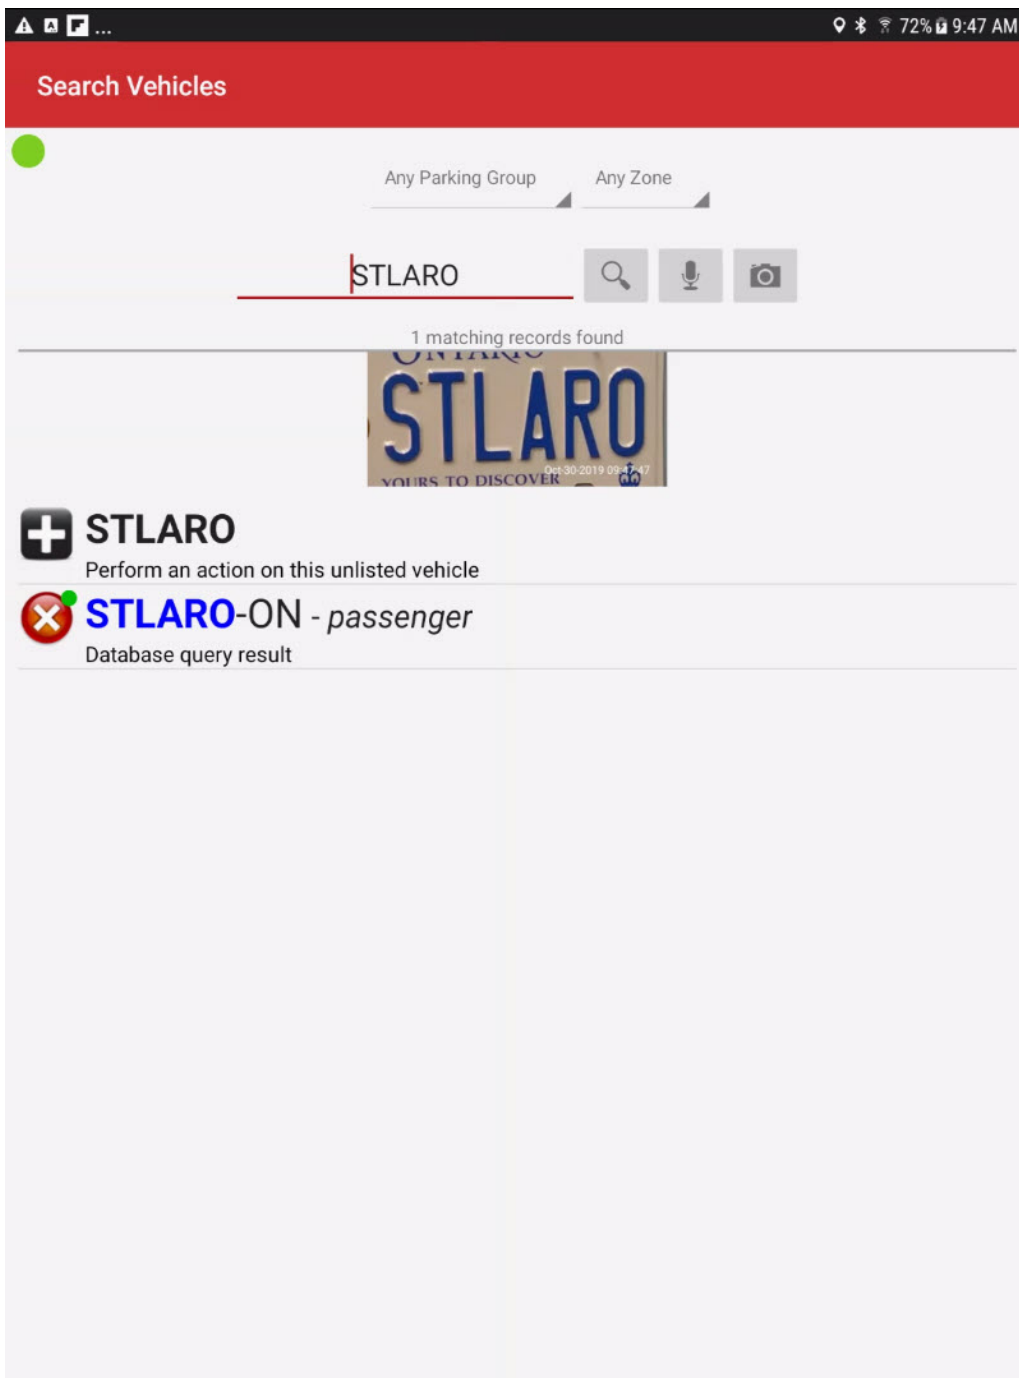 ... 72% 9:47 AM
Search Vehicles
Any Parking Group Any Zone
STLARO
1 matching records found
ONTARIO
STLARO
Oct-30-2019 09:47:47
YOURS TO DISCOVER
STLARO
Perform an action on this unlisted vehicle
STLARO-ON - passenger
Database query result